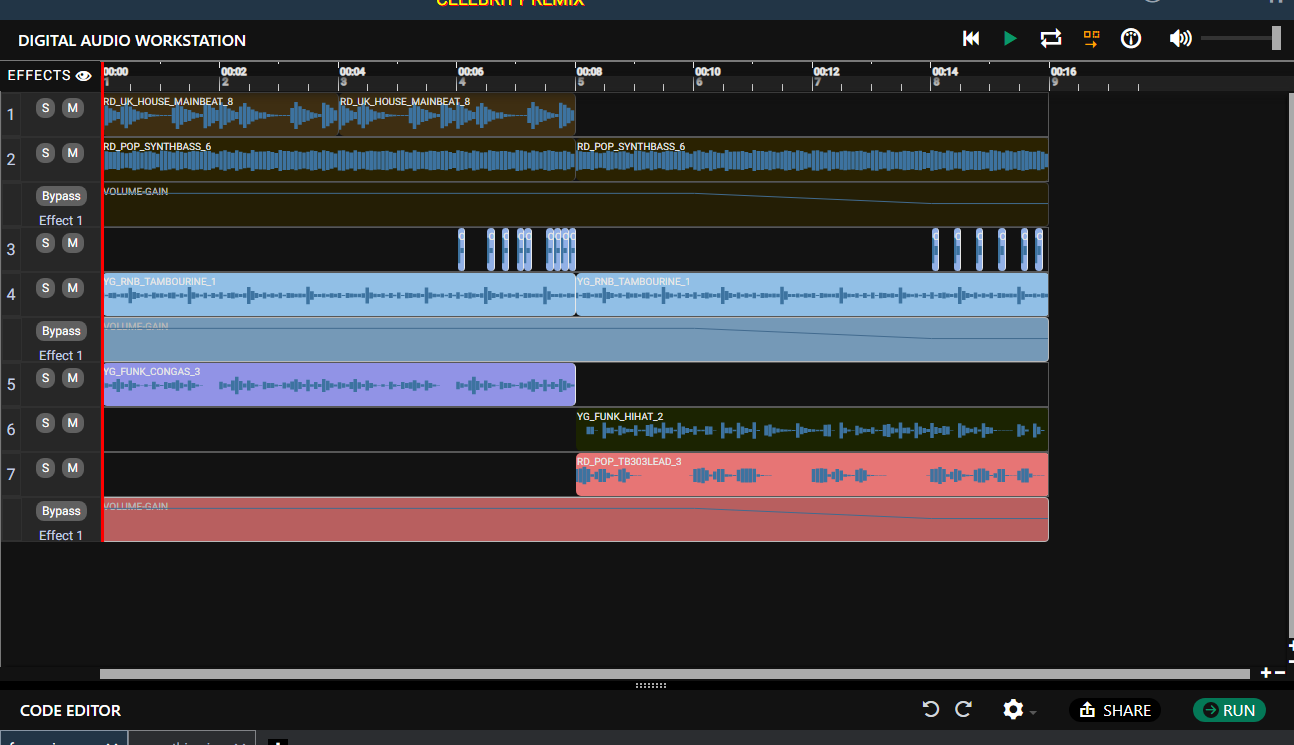 CELEBRITY REMIX
DIGITAL AUDIO WORKSTATION
EFFECTS
00:00 00:02 00:04 00:06 00:08 00:10 00:12 00:14 00:16
1 2 3 4 5 6 7 8 9
1 S M RD_UK_HOUSE_MAINBEAT_8 RD_UK_HOUSE_MAINBEAT_8
2 S M RD_POP_SYNTHBASS_6 RD_POP_SYNTHBASS_6
Bypass VOLUME-GAIN
Effect 1
3 S M
4 S M YG_RNB_TAMBOURINE_1 YG_RNB_TAMBOURINE_1
Bypass VOLUME-GAIN
Effect 1
5 S M YG_FUNK_CONGAS_3
6 S M YG_FUNK_HIHAT_2
7 S M RD_POP_TB303LEAD_3
Bypass VOLUME-GAIN
Effect 1
CODE EDITOR
SHARE
RUN